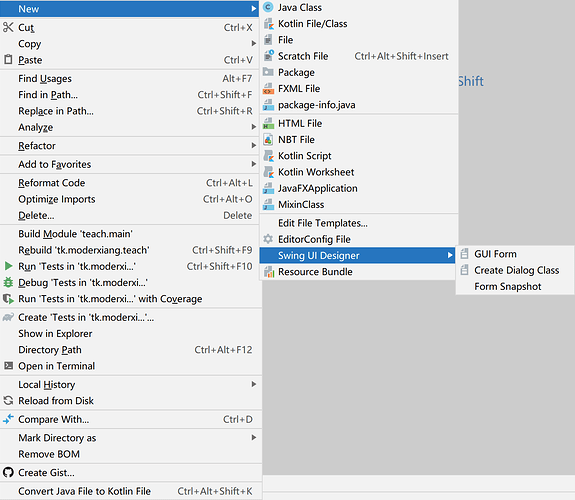 New
Cut Ctrl+X
Copy
Paste Ctrl+V
Find Usages Alt+F7
Find in Path... Ctrl+Shift+F
Replace in Path... Ctrl+Shift+R
Analyze
Refactor
Add to Favorites
Reformat Code Ctrl+Alt+L
Optimize Imports Ctrl+Alt+O
Delete... Delete
Build Module 'teach.main'
Rebuild 'tk.moderxiang.teach' Ctrl+Shift+F9
Run 'Tests in 'tk.moderxi...' Ctrl+Shift+F10
Debug 'Tests in 'tk.moderxi...'
Run 'Tests in 'tk.moderxi...' with Coverage
Create 'Tests in 'tk.moderxi...'...
Show in Explorer
Directory Path Ctrl+Alt+F12
Open in Terminal
Local History
Reload from Disk
Compare With... Ctrl+D
Mark Directory as
Remove BOM
Create Gist...
Convert Java File to Kotlin File Ctrl+Alt+Shift+K
Java Class
Kotlin File/Class
File
Scratch File Ctrl+Alt+Shift+Insert
Package
FXML File
package-info.java
HTML File
NBT File
Kotlin Script
Kotlin Worksheet
JavaFXApplication
MixinClass
Edit File Templates...
EditorConfig File
Swing UI Designer
Resource Bundle
GUI Form
Create Dialog Class
Form Snapshot
Shift